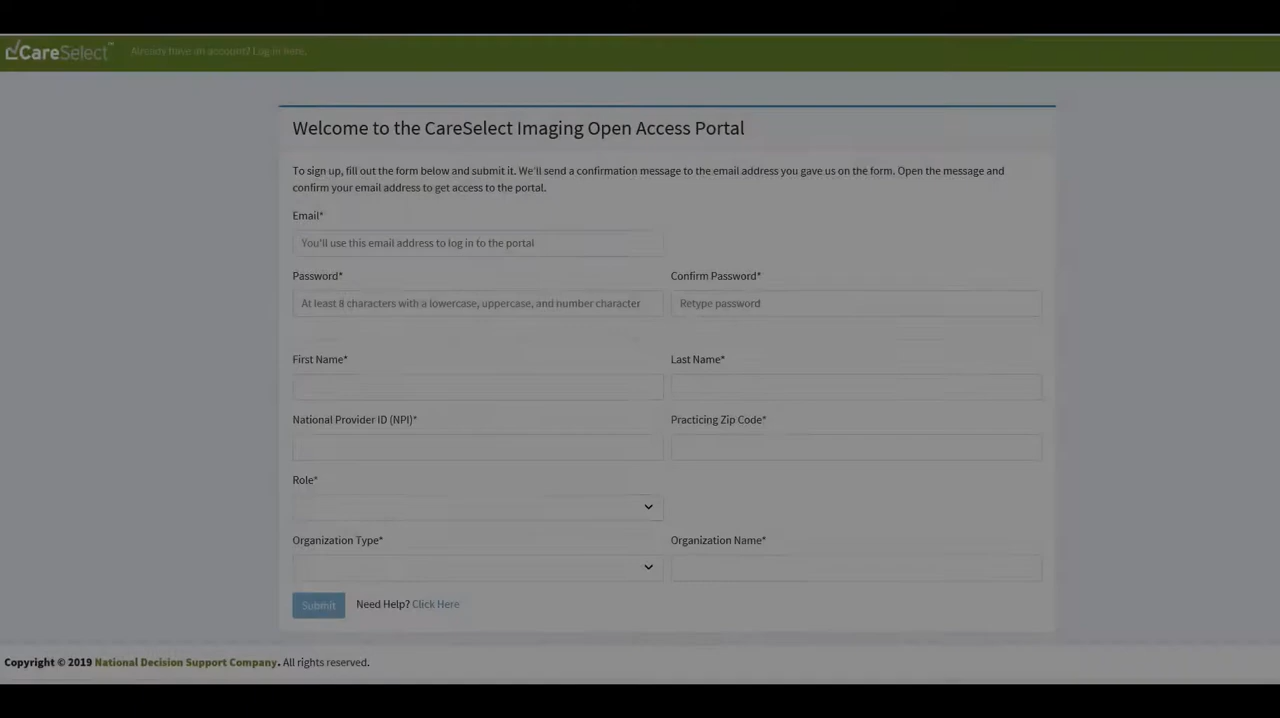 CareSelect™ Already have an account? Log in here.
Welcome to the CareSelect Imaging Open Access Portal
To sign up, fill out the form below and submit it. We'll send a confirmation message to the email address you gave us on the form. Open the message and
confirm your email address to get access to the portal.
Email*
You'll use this email address to log in to the portal
Password* Confirm Password*
At least 8 characters with a lowercase, uppercase, and number character Retype password
First Name* Last Name*
National Provider ID (NPI)* Practicing Zip Code*
Role*
Organization Type* Organization Name*
Submit Need Help? Click Here
Copyright © 2019 National Decision Support Company. All rights reserved.